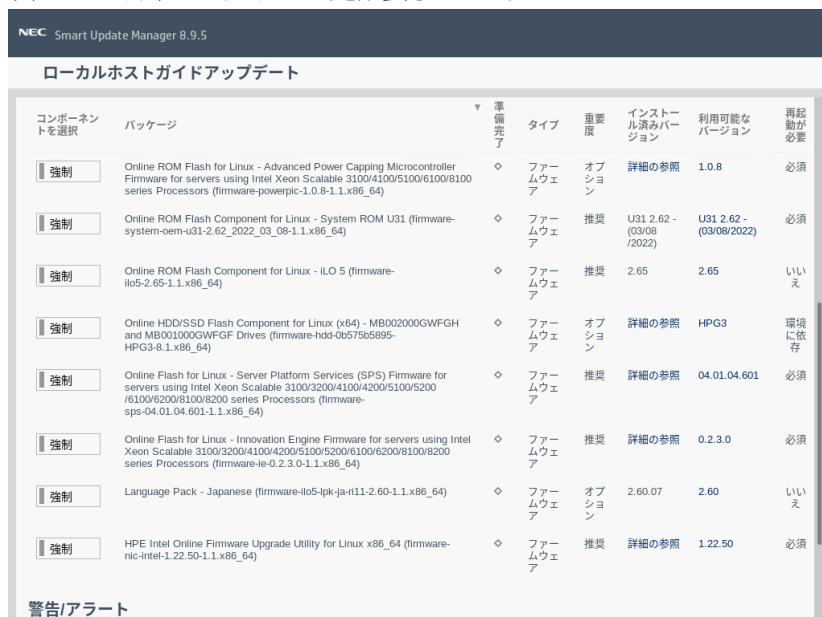 NEC Smart Update Manager 8.9.5
ローカルホストガイドアップデート
コンポーネン
トを選択
パッケージ
▼
準
備
完
了
タイプ
重要
度
インストー
ル済みバー
ジョン
利用可能な
バージョン
再起
動が
必要
強制
Online ROM Flash for Linux - Advanced Power Capping Microcontroller
Firmware for servers using Intel Xeon Scalable 3100/4100/5100/6100/8100
series Processors (firmware-powerpic-1.0.8-1.1.x86_64)
ファー
ムウェ
ア
オプ
ショ
ン
詳細の参照
1.0.8
必須
強制
Online ROM Flash Component for Linux - System ROM U31 (firmware-
system-oem-u31-2.62_2022_03_08-1.1.x86_64)
ファー
ムウェ
ア
推奨
U31 2.62 -
(03/08
/2022)
U31 2.62 -
(03/08/2022)
必須
強制
Online ROM Flash Component for Linux - iLO 5 (firmware-
ilo5-2.65-1.1.x86_64)
ファー
ムウェ
ア
推奨
2.65
2.65
いい
え
強制
Online HDD/SSD Flash Component for Linux (x64) - MB002000GWFGH
and MB001000GWFGF Drives (firmware-hdd-0b575b5895-
HPG3-8.1.x86_64)
ファー
ムウェ
ア
オプ
ショ
ン
詳細の参照
HPG3
環境
に依
存
強制
Online Flash for Linux - Server Platform Services (SPS) Firmware for
servers using Intel Xeon Scalable 3100/3200/4100/4200/5100/5200
/6100/6200/8100/8200 series Processors (firmware-
sps-04.01.04.601-1.1.x86_64)
ファー
ムウェ
ア
推奨
詳細の参照
04.01.04.601
必須
強制
Online Flash for Linux - Innovation Engine Firmware for servers using Intel
Xeon Scalable 3100/3200/4100/4200/5100/5200/6100/6200/8100/8200
series Processors (firmware-ie-0.2.3.0-1.1.x86_64)
ファー
ムウェ
ア
推奨
詳細の参照
0.2.3.0
必須
強制
Language Pack - Japanese (firmware-ilo5-lpk-ja-ri11-2.60-1.1.x86_64)
ファー
ムウェ
ア
オプ
ショ
ン
2.60.07
2.60
いい
え
強制
HPE Intel Online Firmware Upgrade Utility for Linux x86_64 (firmware-
nic-intel-1.22.50-1.1.x86_64)
ファー
ムウェ
ア
推奨
詳細の参照
1.22.50
必須
警告/アラート